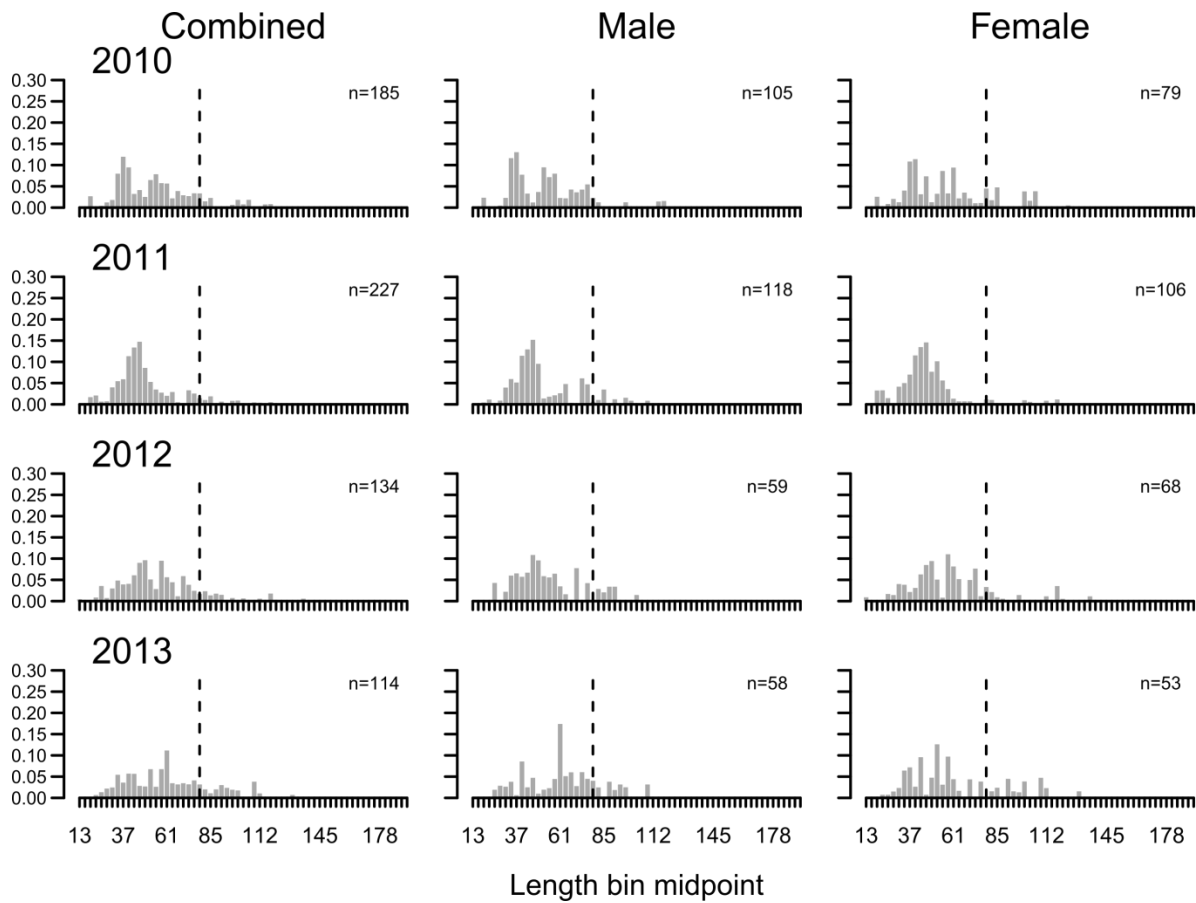 Combined Male Female
2010
0.30
0.25
0.20
0.15
0.10
0.05
0.00
n=185
n=105
n=79
2011
0.30
0.25
0.20
0.15
0.10
0.05
0.00
n=227
n=118
n=106
2012
0.30
0.25
0.20
0.15
0.10
0.05
0.00
n=134
n=59
n=68
2013
0.30
0.25
0.20
0.15
0.10
0.05
0.00
n=114
n=58
n=53
13 37 61 85 112 145 178
13 37 61 85 112 145 178
13 37 61 85 112 145 178
Length bin midpoint